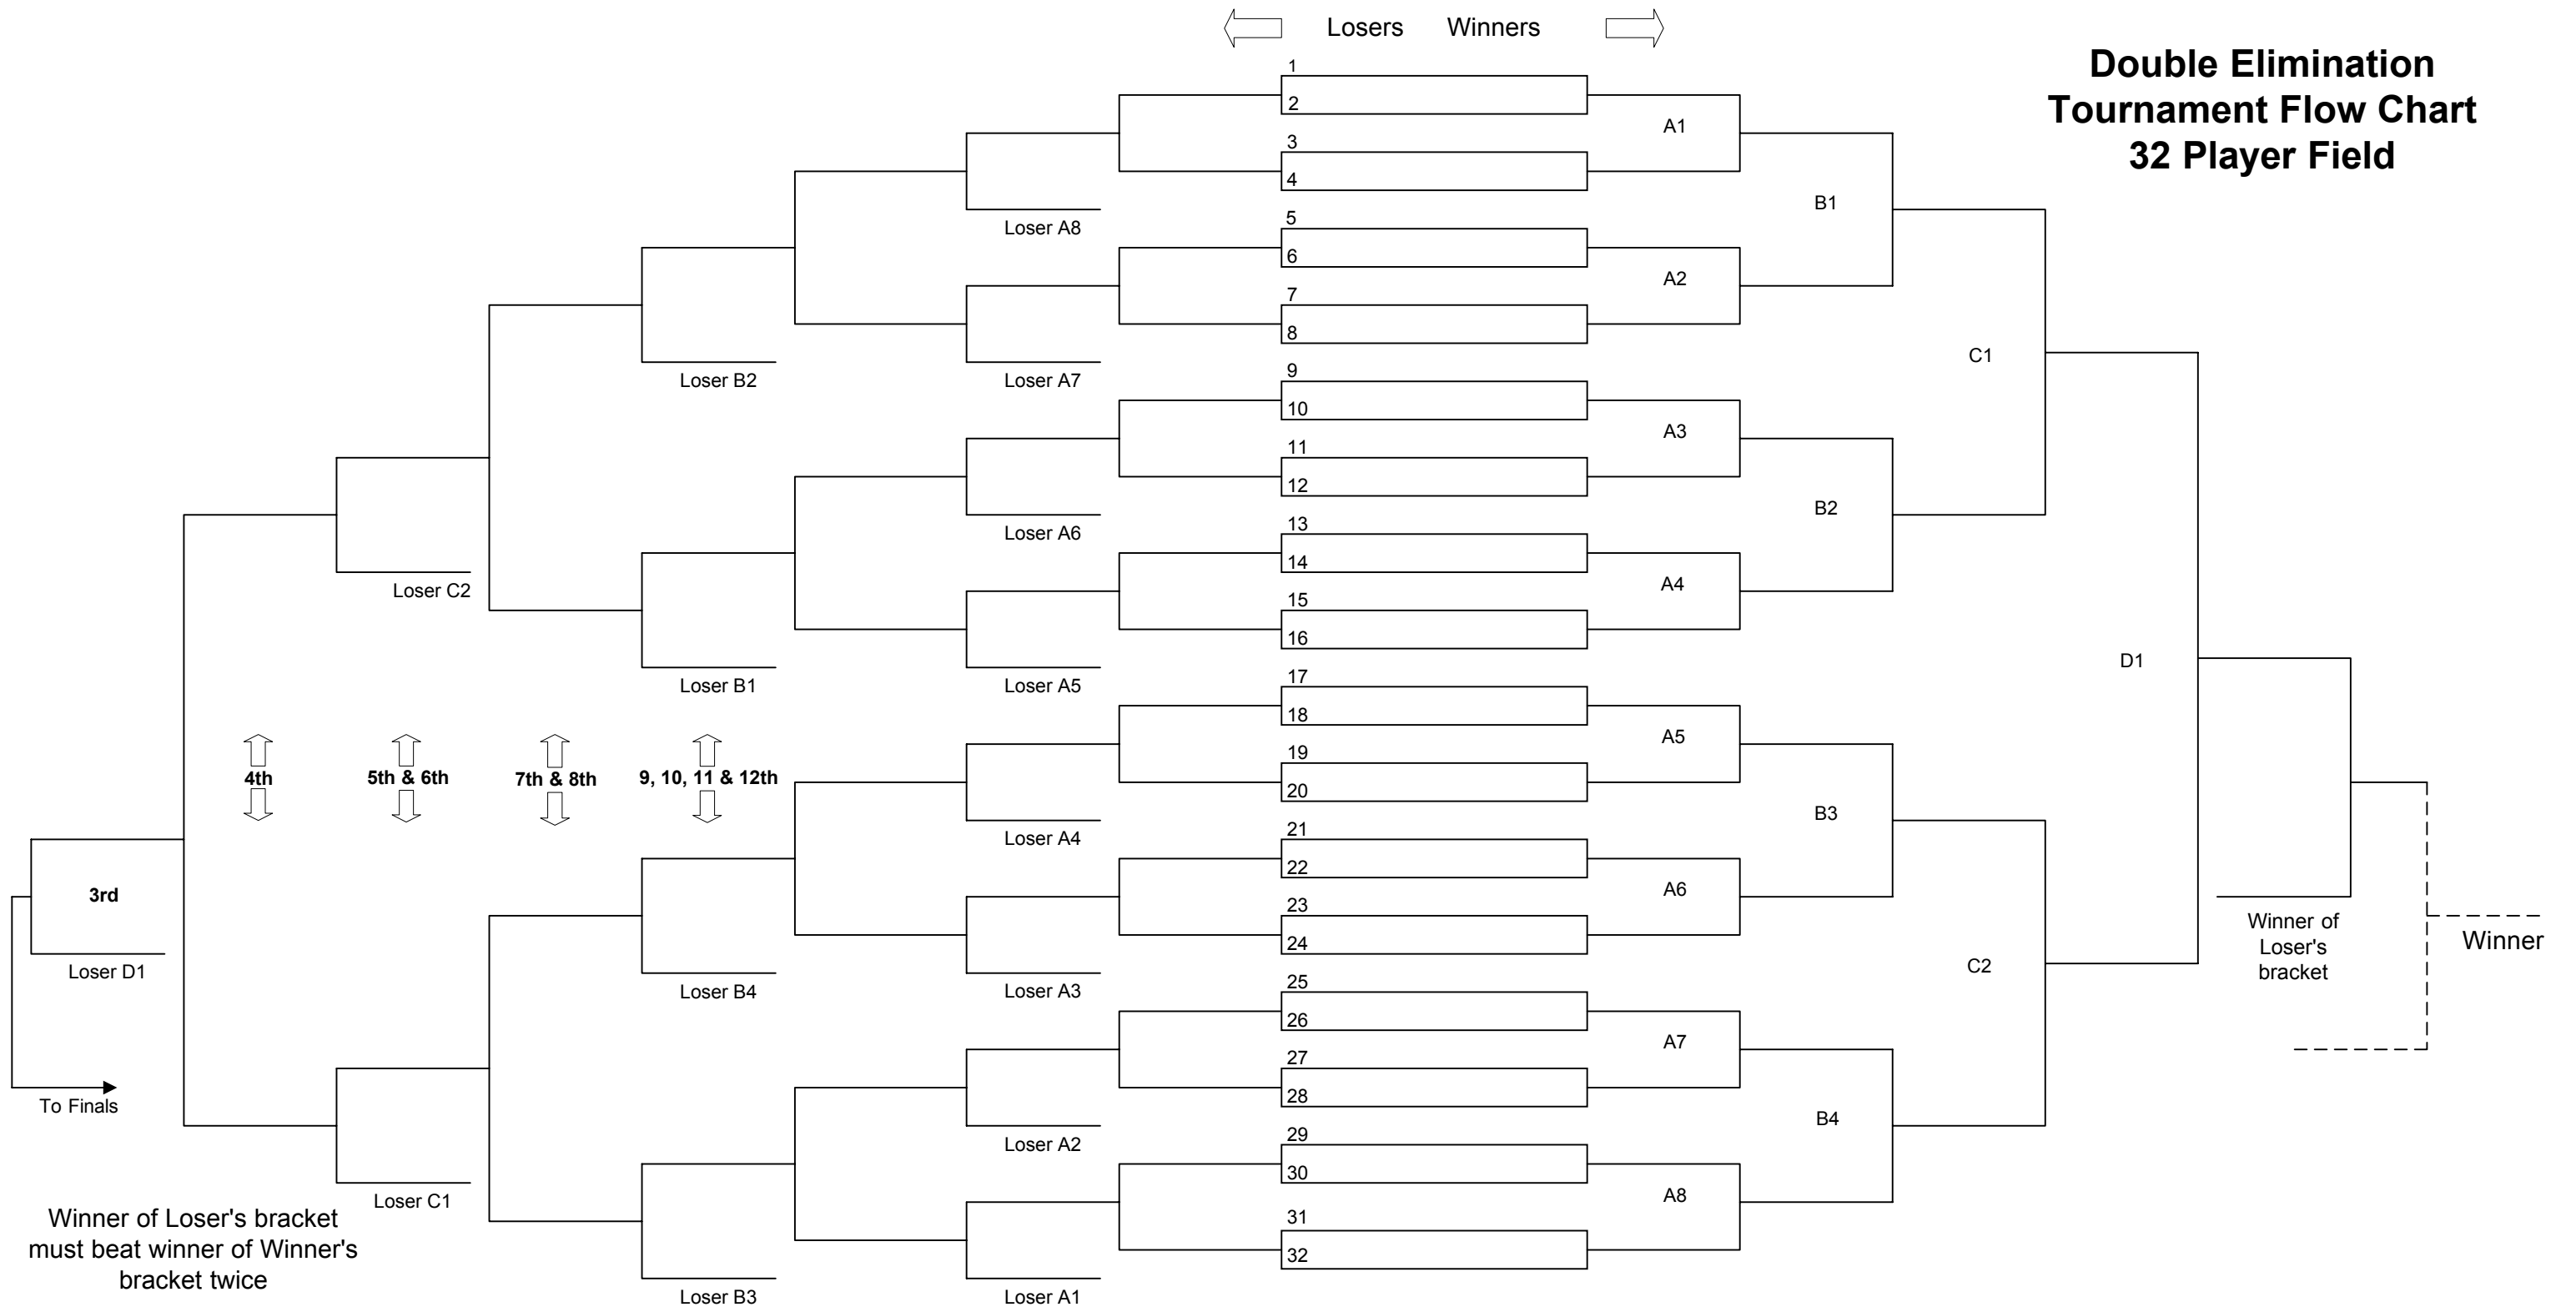 Losers Winners
Double Elimination
Tournament Flow Chart
32 Player Field
1
2
3
4
5
6
7
8
9
10
11
12
13
14
15
16
17
18
19
20
21
22
23
24
25
26
27
28
29
30
31
32
A1
A2
A3
A4
A5
A6
A7
A8
B1
B2
B3
B4
C1
C2
D1
Loser A8
Loser A7
Loser A6
Loser A5
Loser A4
Loser A3
Loser A2
Loser A1
Loser B2
Loser B1
Loser B4
Loser B3
Loser C2
Loser C1
4th
5th & 6th
7th & 8th
9, 10, 11 & 12th
3rd
Loser D1
To Finals
Winner of Loser's bracket
must beat winner of Winner's
bracket twice
Winner of
Loser's
bracket
Winner